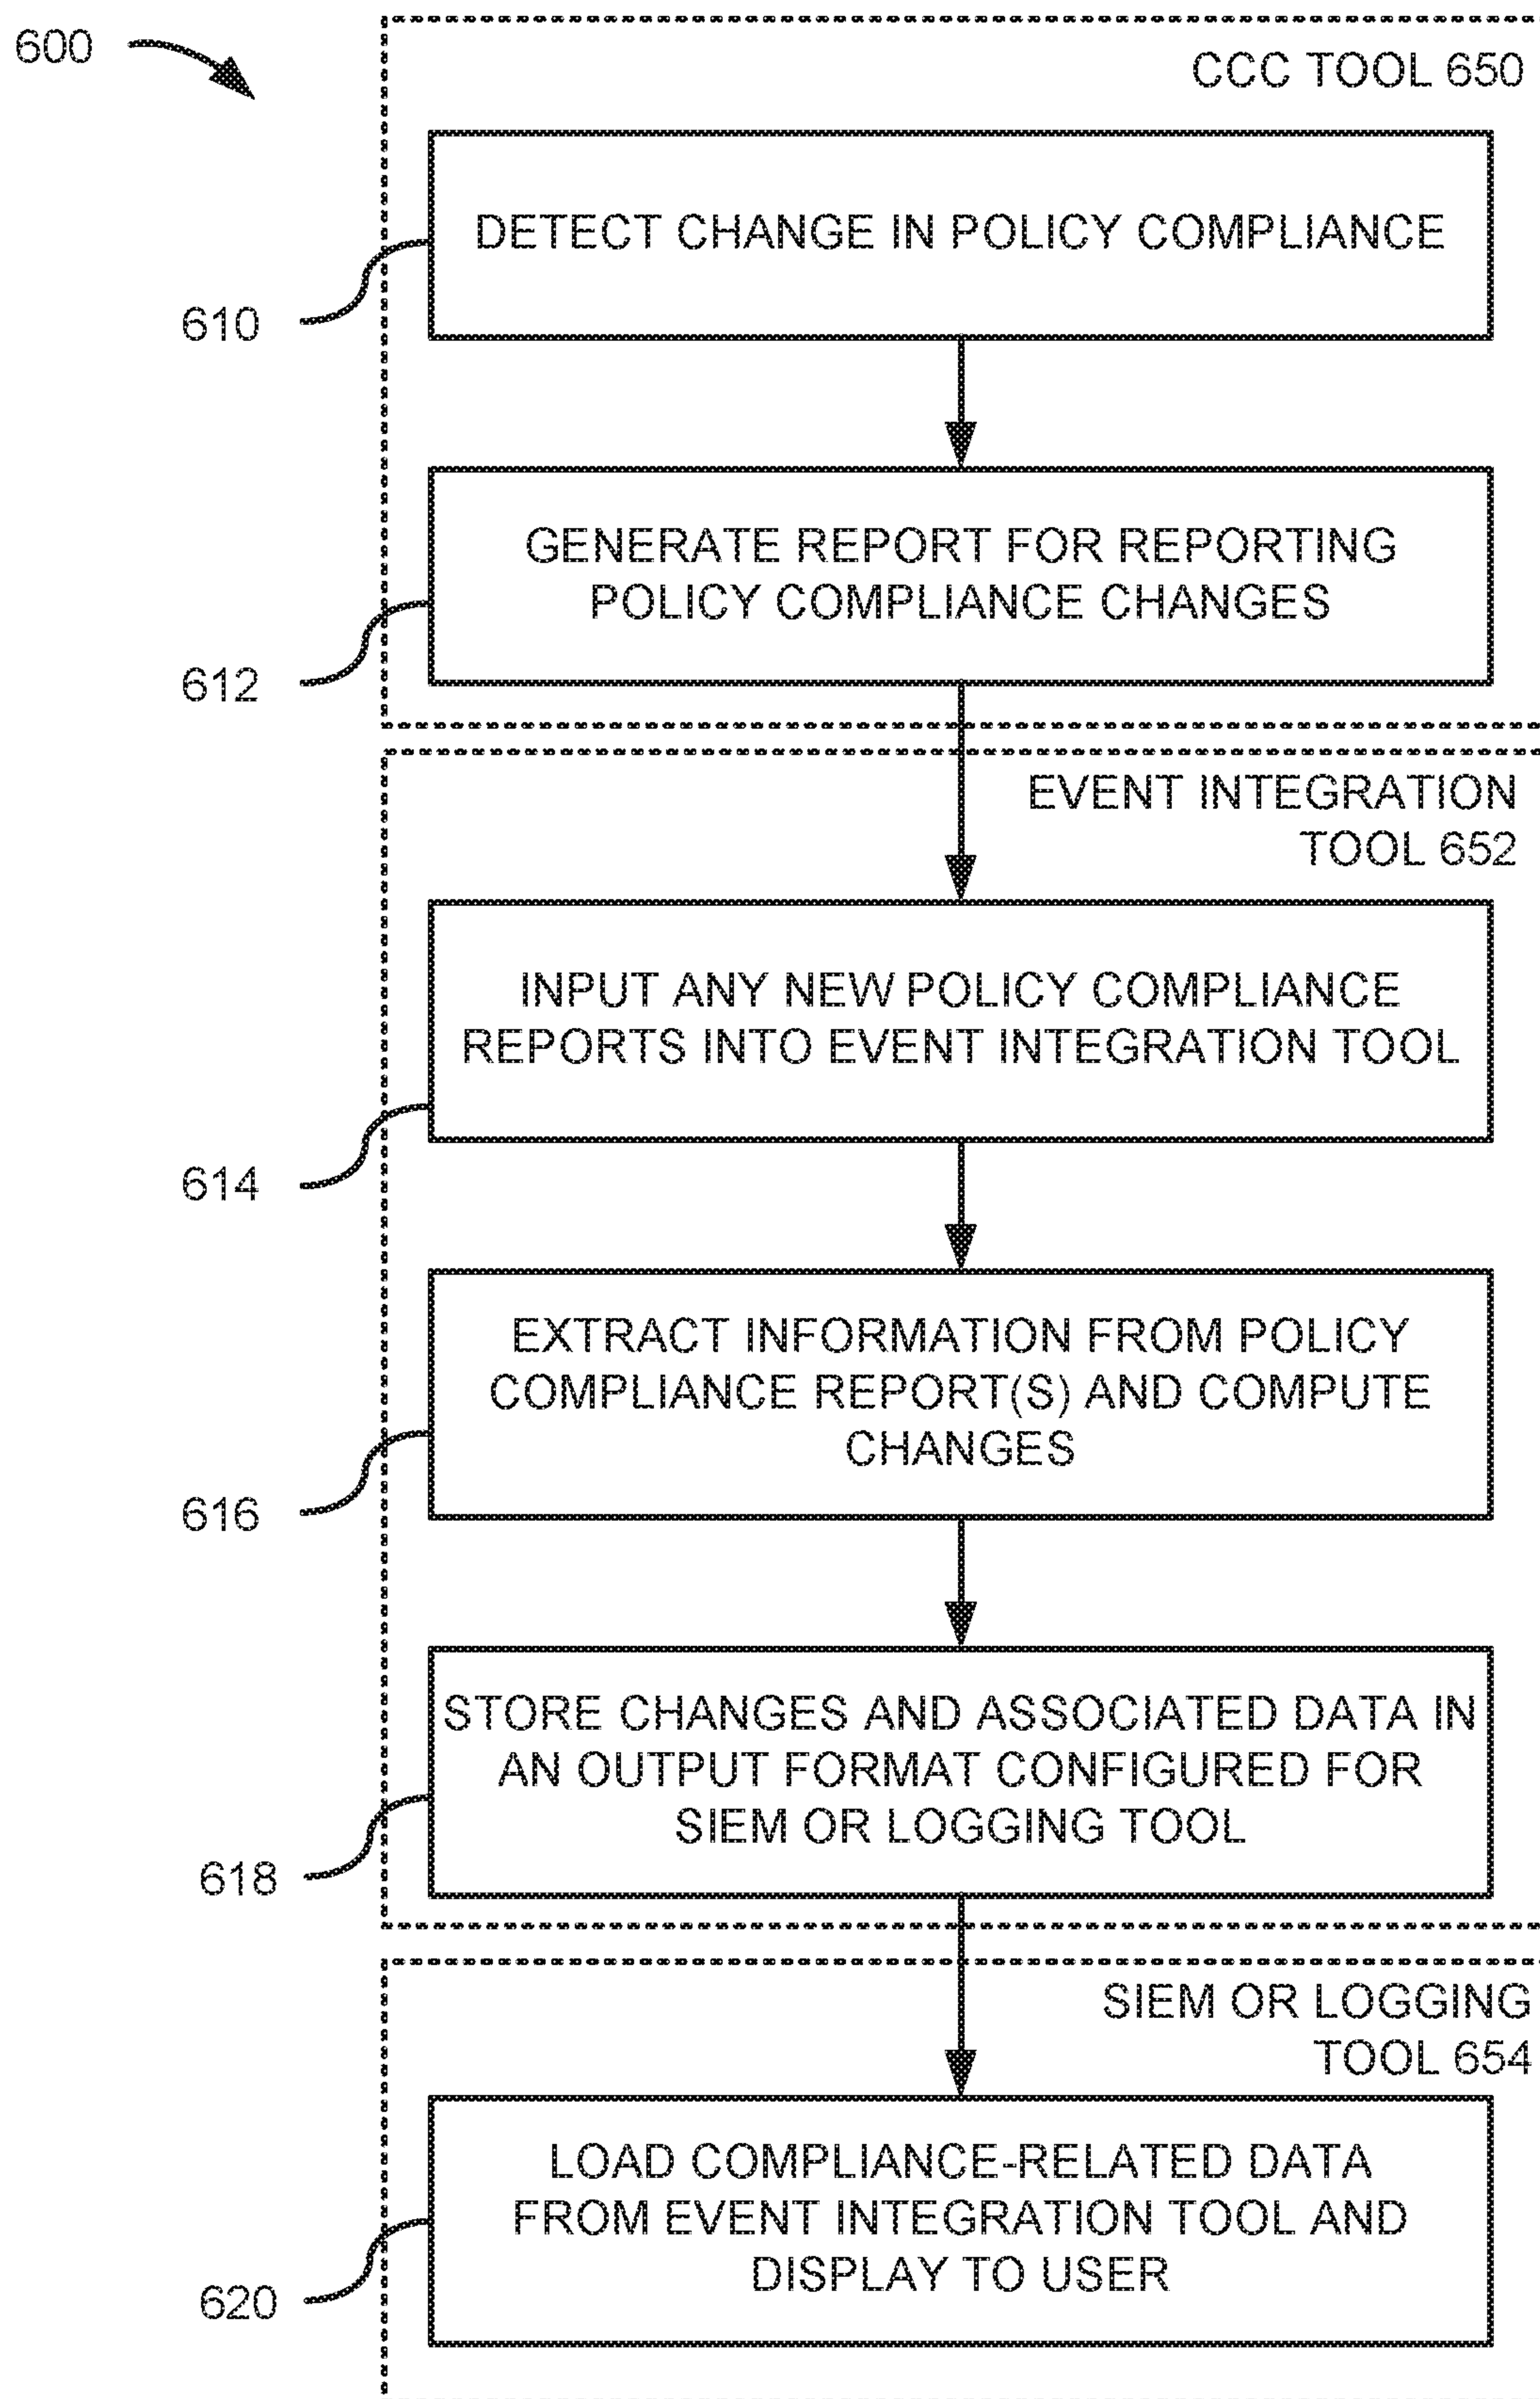 600
CCC TOOL 650
DETECT CHANGE IN POLICY COMPLIANCE
610
GENERATE REPORT FOR REPORTING
POLICY COMPLIANCE CHANGES
612
EVENT INTEGRATION
TOOL 652
INPUT ANY NEW POLICY COMPLIANCE
REPORTS INTO EVENT INTEGRATION TOOL
614
EXTRACT INFORMATION FROM POLICY
COMPLIANCE REPORT(S) AND COMPUTE
CHANGES
616
STORE CHANGES AND ASSOCIATED DATA IN
AN OUTPUT FORMAT CONFIGURED FOR
SIEM OR LOGGING TOOL
618
SIEM OR LOGGING
TOOL 654
LOAD COMPLIANCE-RELATED DATA
FROM EVENT INTEGRATION TOOL AND
DISPLAY TO USER
620